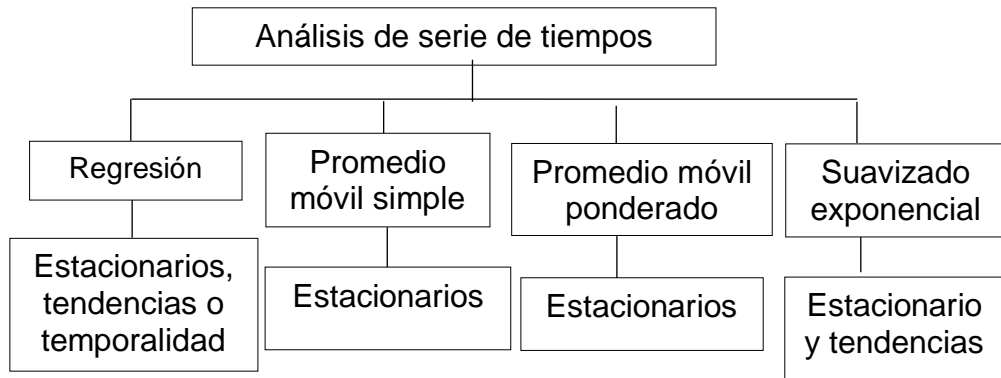 Análisis de serie de tiempos
Regresión
Promedio
móvil simple
Promedio móvil
ponderado
Suavizado
exponencial
Estacionarios,
tendencias o
temporalidad
Estacionarios
Estacionarios
Estacionario
y tendencias